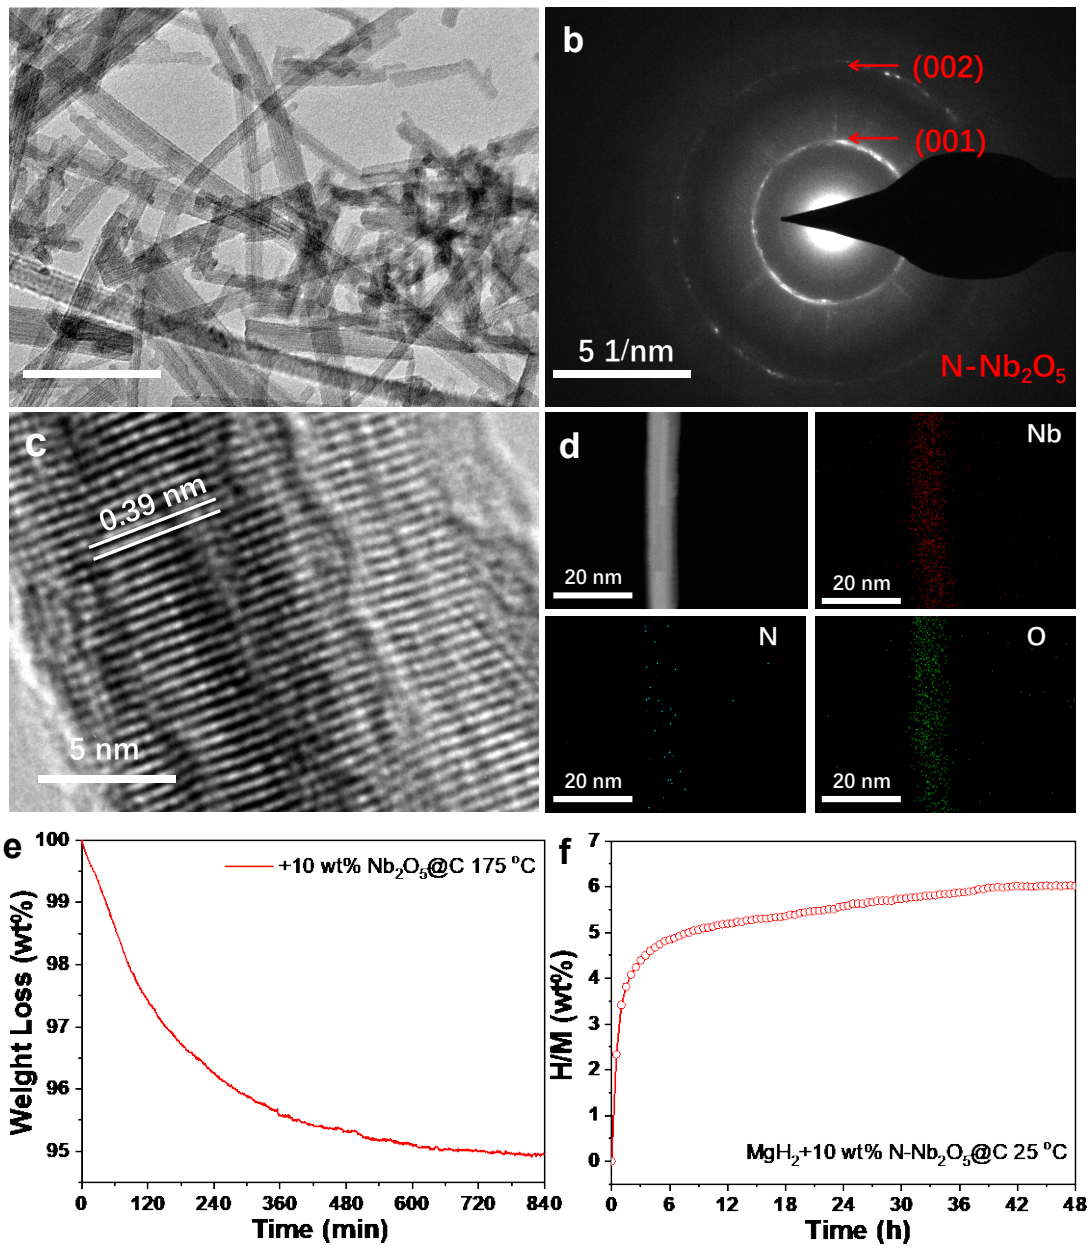 b
(002)
(001)
5 1/nm
N-Nb₂O₅
c
0.39 nm
5 nm
d
20 nm
Nb
20 nm
N
20 nm
O
20 nm
e
+10 wt% Nb₂O₅@C 175 °C
Weight Loss (wt%)
100
99
98
97
96
95
0 120 240 360 480 600 720 840
Time (min)
f
H/M (wt%)
7
6
5
4
3
2
1
0
MgH₂+10 wt% N-Nb₂O₅@C 25 °C
0 6 12 18 24 30 36 42 48
Time (h)